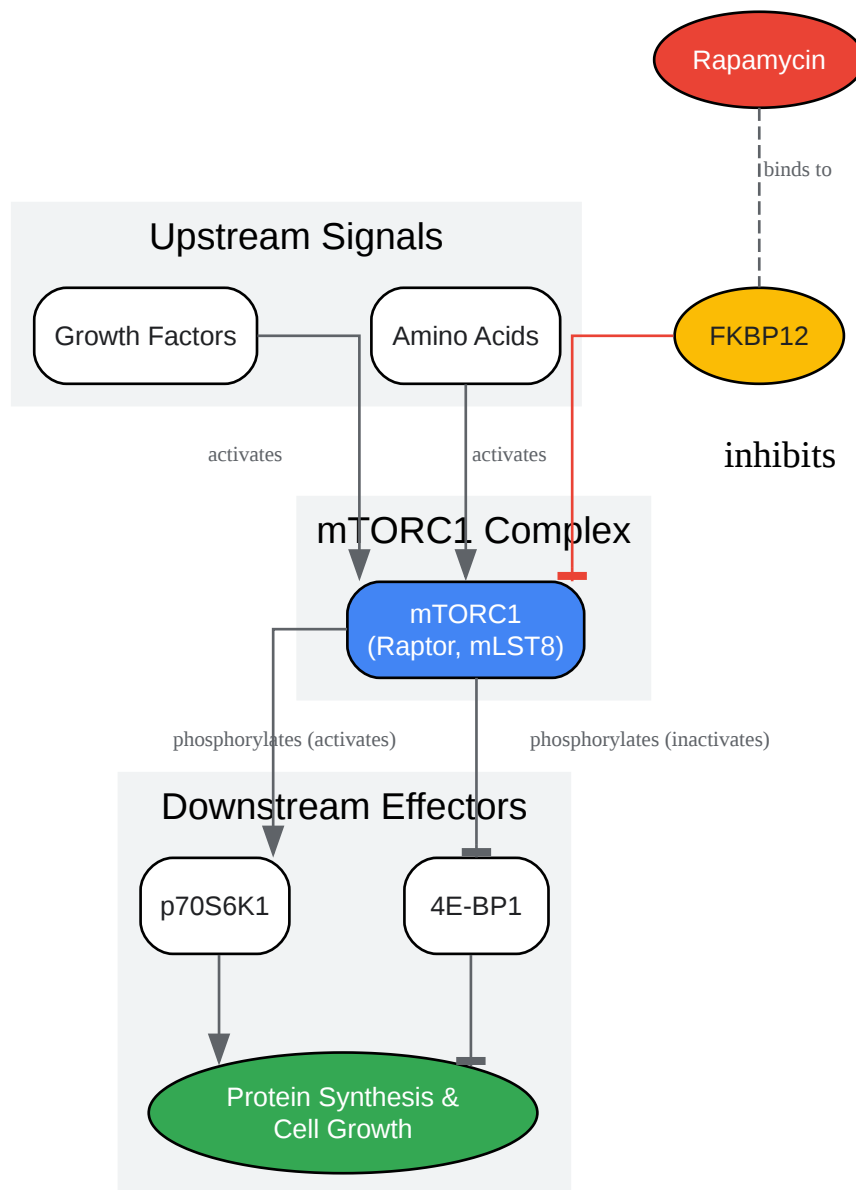 Rapamycin
binds to
Upstream Signals
Growth Factors
Amino Acids
FKBP12
activates
activates
inhibits
mTORC1 Complex
mTORC1
(Raptor, mLST8)
phosphorylates (activates)
phosphorylates (inactivates)
Downstream Effectors
p70S6K1
4E-BP1
Protein Synthesis &
Cell Growth